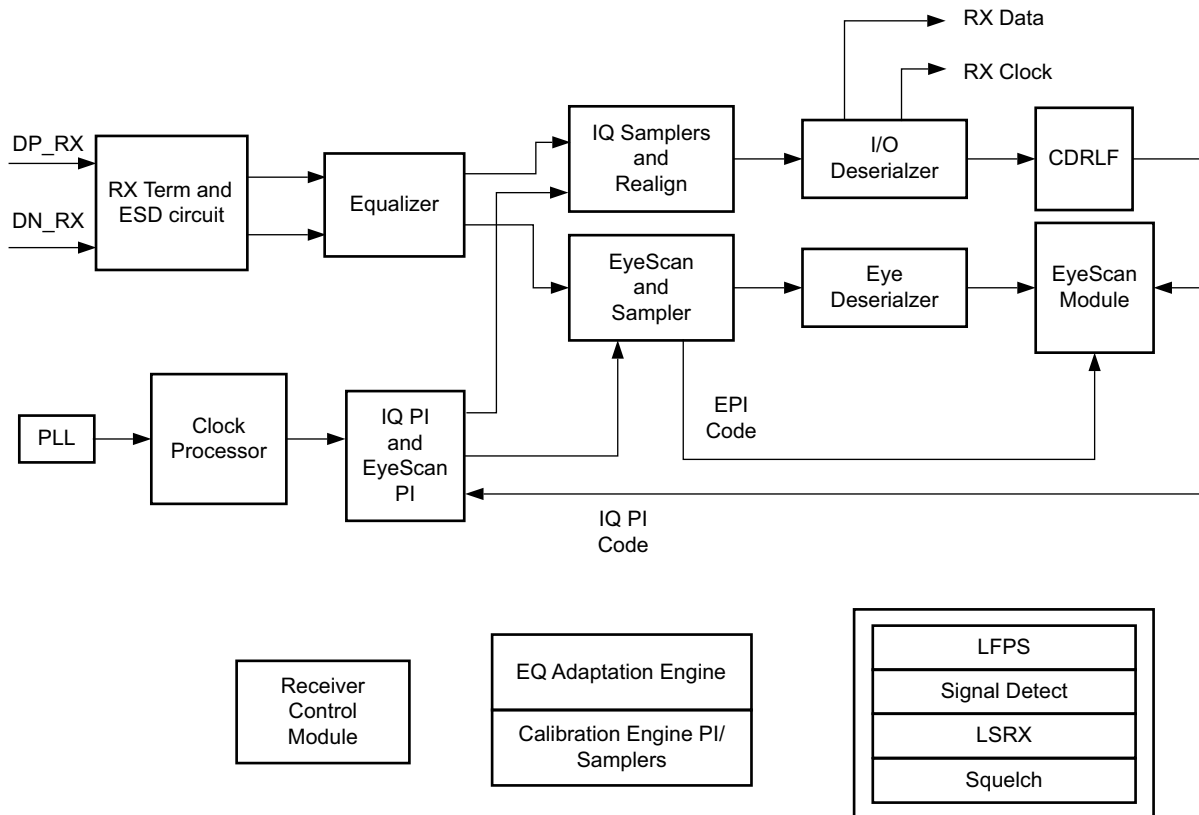 RX Data
RX Clock
DP_RX
DN_RX
RX Term and
ESD circuit
Equalizer
IQ Samplers
and
Realign
I/O
Deserialzer
CDRLF
EyeScan
and
Sampler
Eye
Deserialzer
EyeScan
Module
PLL
Clock
Processor
IQ PI
and
EyeScan
PI
EPI
Code
IQ PI
Code
Receiver
Control
Module
EQ Adaptation Engine
Calibration Engine PI/
Samplers
LFPS
Signal Detect
LSRX
Squelch